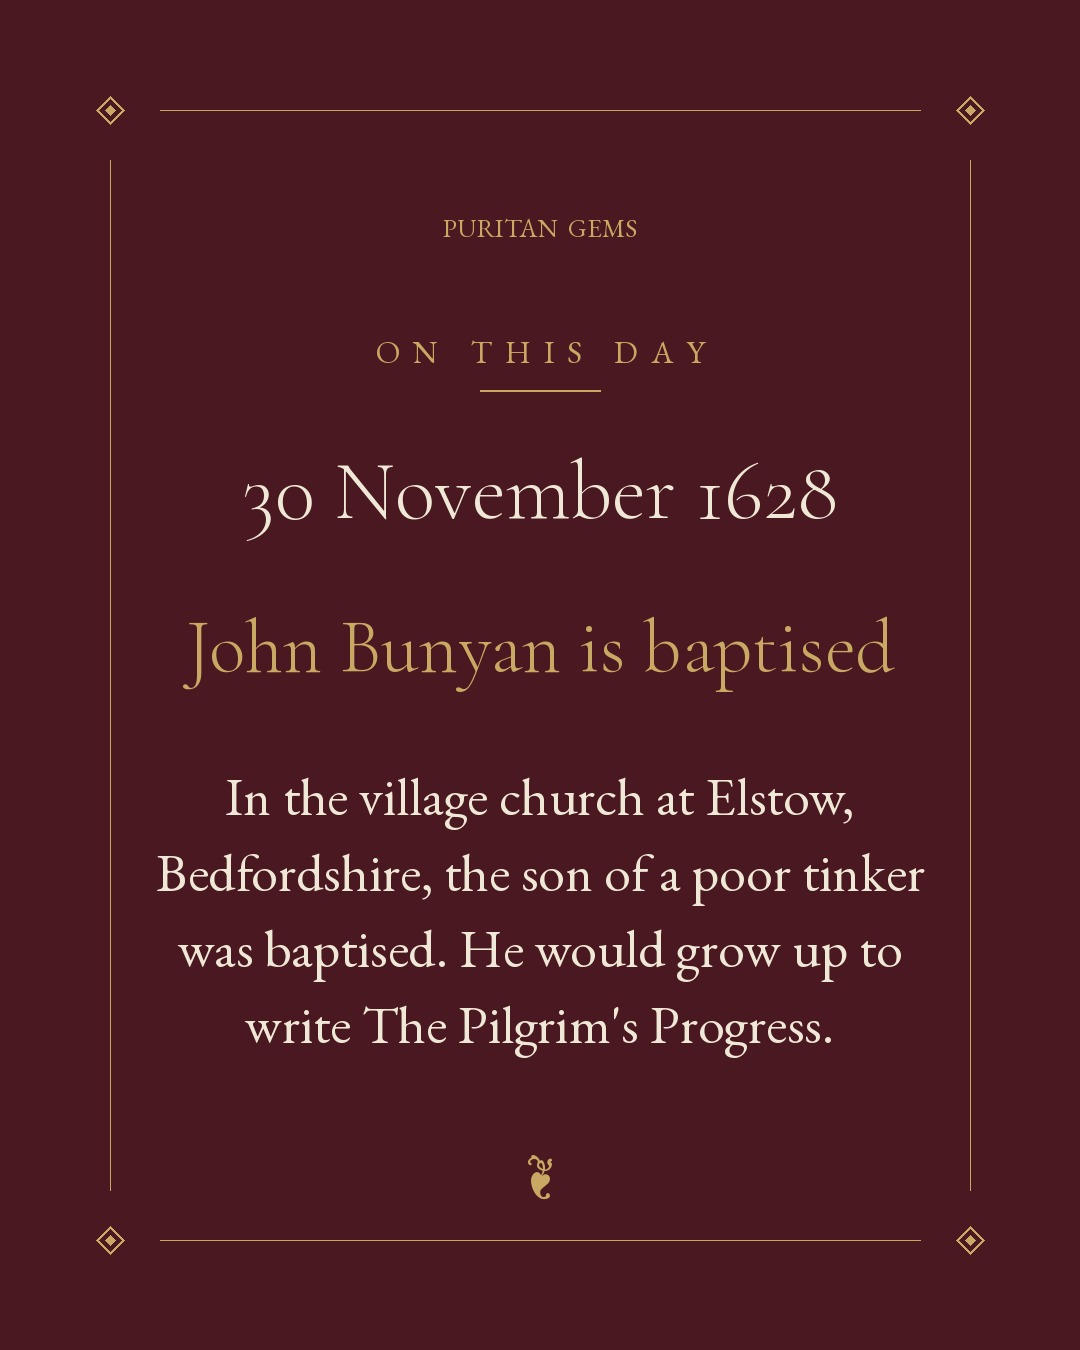 PURITAN GEMS
ON THIS DAY
30 November 1628
John Bunyan is baptised
In the village church at Elstow,
Bedfordshire, the son of a poor tinker
was baptised. He would grow up to
write The Pilgrim's Progress.